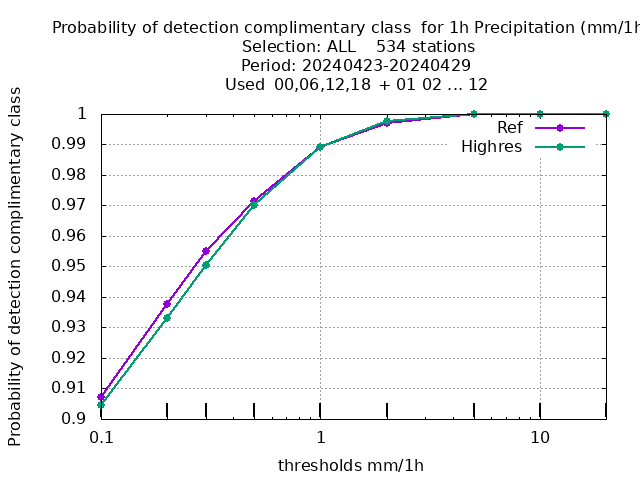 Probability of detection complimentary class for 1h Precipitation (mm/1h
Selection: ALL 534 stations
Period: 20240423-20240429
Used 00,06,12,18 + 01 02 ... 12
Probability of detection complimentary class
1
0.99
0.98
0.97
0.96
0.95
0.94
0.93
0.92
0.91
0.9
Ref
Highres
0.1 1 10
thresholds mm/1h